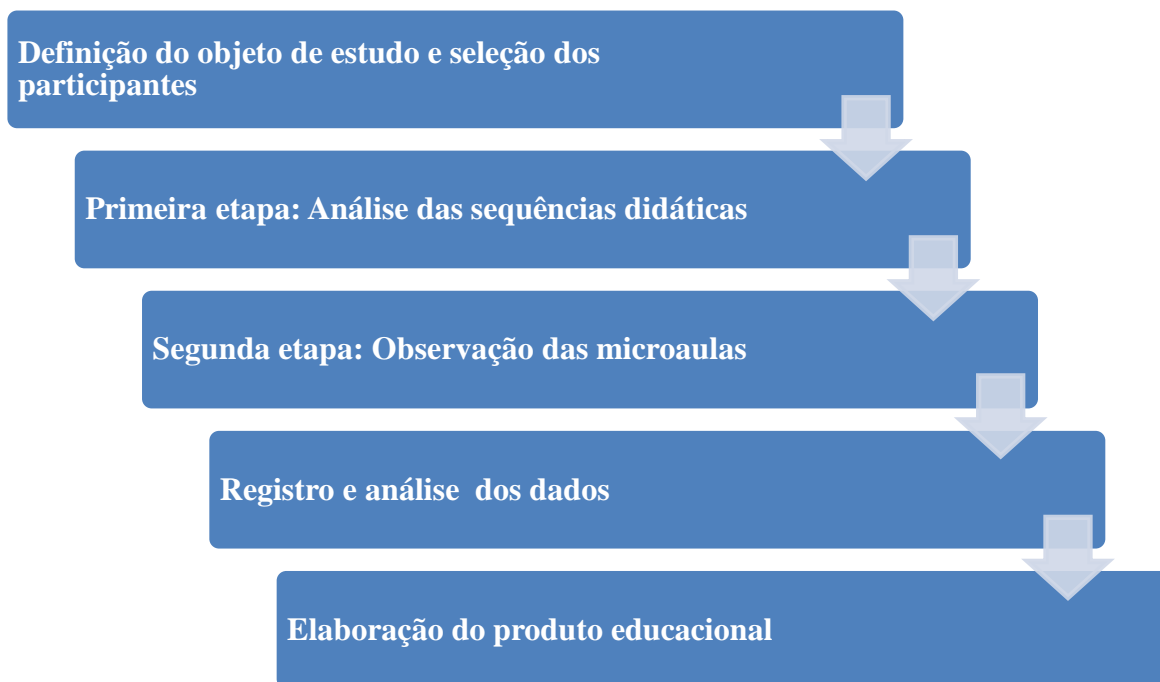 Definição do objeto de estudo e seleção dos
participantes
Primeira etapa: Análise das sequências didáticas
Segunda etapa: Observação das microaulas
Registro e análise  dos dados
Elaboração do produto educacional